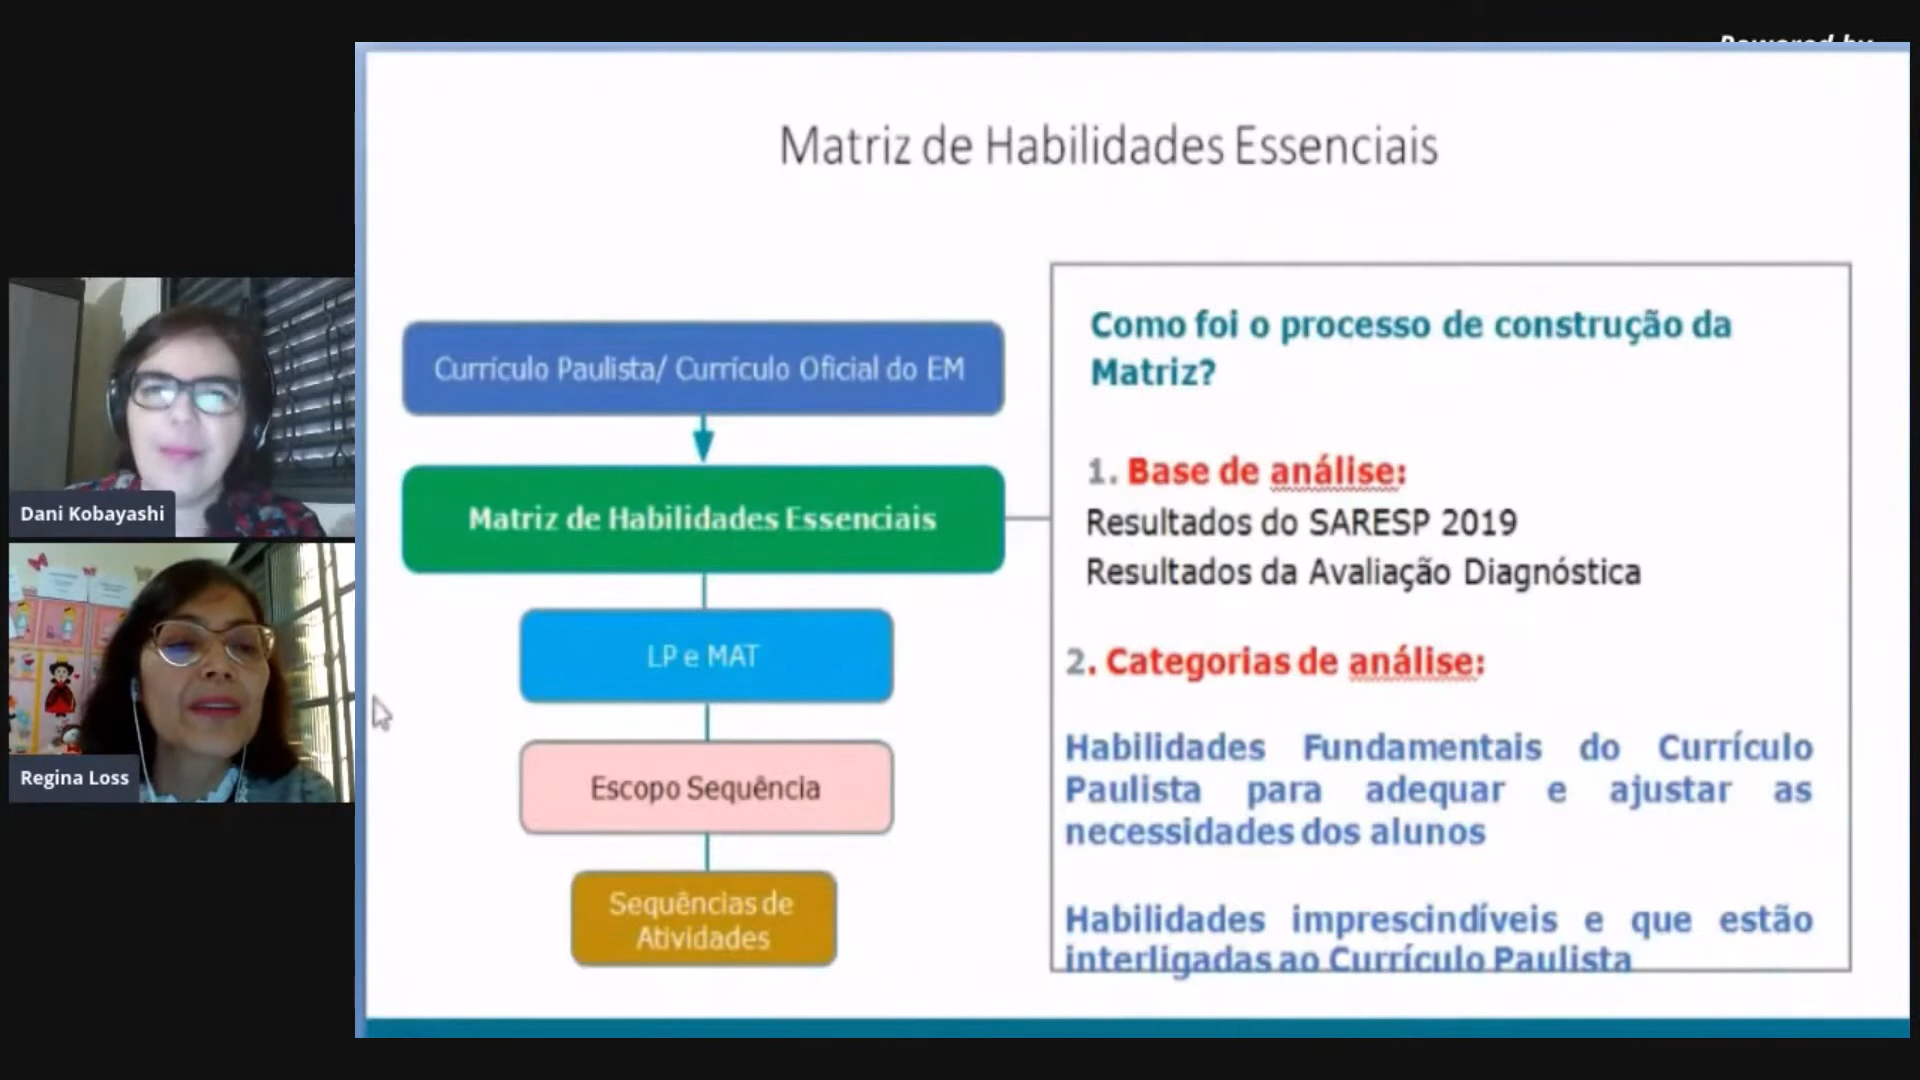 Powered by
Matriz de Habilidades Essenciais
Currículo Paulista/ Currículo Oficial do EM
Matriz de Habilidades Essenciais
LP e MAT
Escopo Sequência
Sequências de
Atividades
Como foi o processo de construção da
Matriz?
1. Base de análise:
Resultados do SARESP 2019
Resultados da Avaliação Diagnóstica
2. Categorias de análise:
Habilidades Fundamentais do Currículo
Paulista para adequar e ajustar as
necessidades dos alunos
Habilidades imprescindíveis e que estão
interligadas ao Currículo Paulista
Dani Kobayashi
Regina Loss